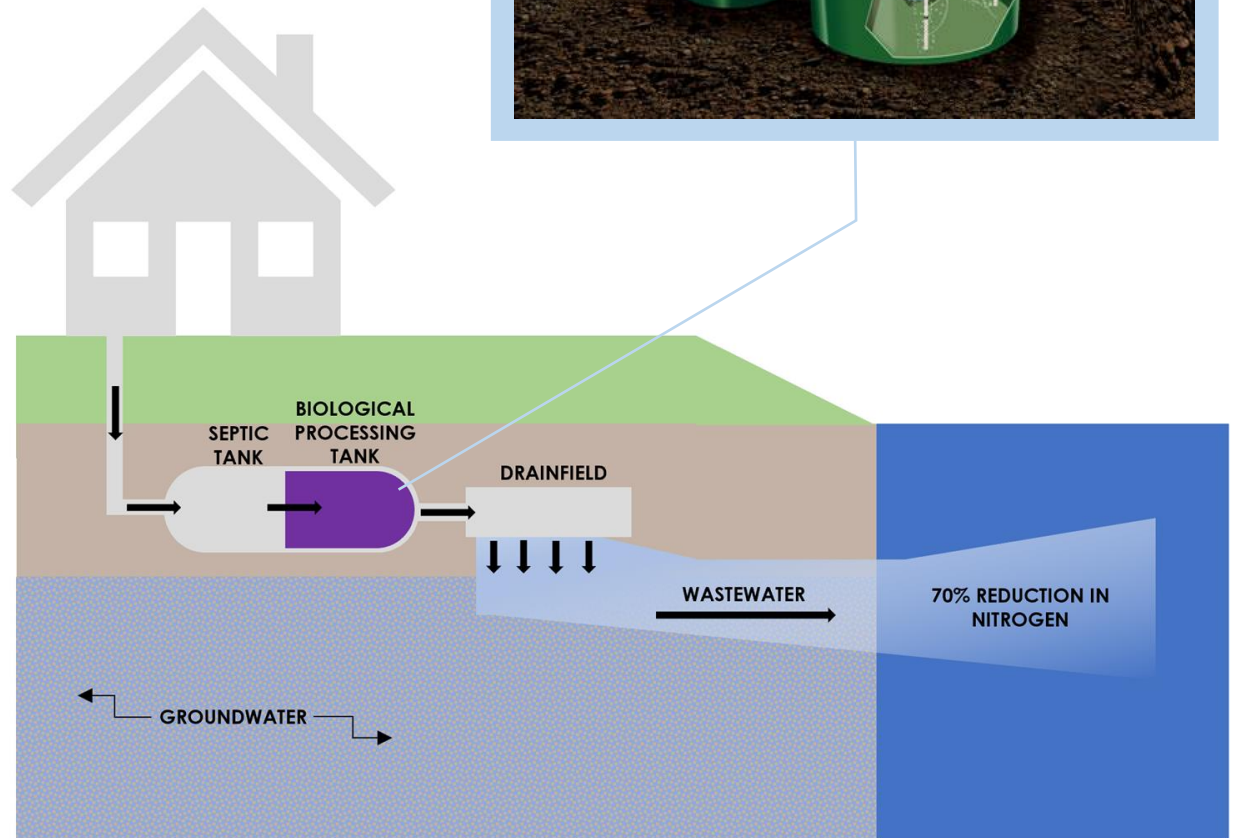 BIOLOGICAL
PROCESSING
TANK
SEPTIC
TANK
DRAINFIELD
WASTEWATER
70% REDUCTION IN
NITROGEN
GROUNDWATER